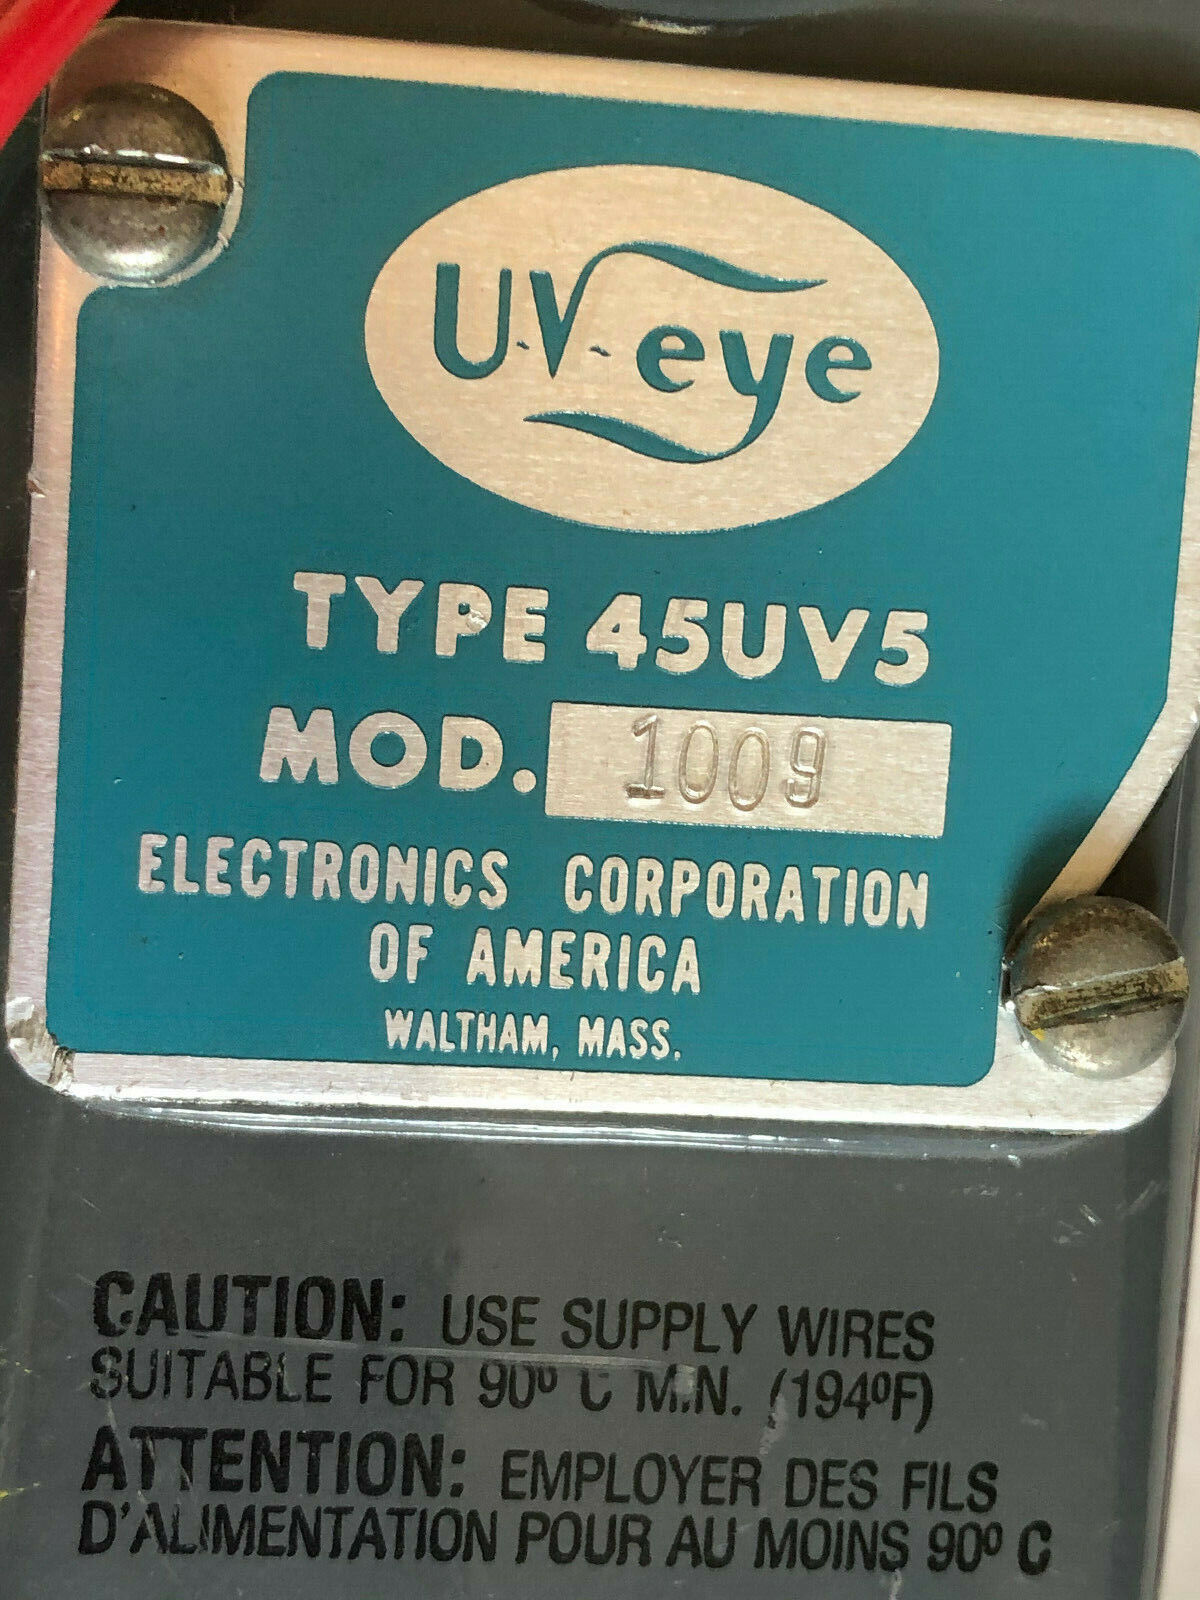 U·V· eye
TYPE 45UV5
MOD. 1009
ELECTRONICS CORPORATION
OF AMERICA
WALTHAM, MASS.
CAUTION: USE SUPPLY WIRES
SUITABLE FOR 90º C MIN. (194ºF)
ATTENTION: EMPLOYER DES FILS
D'ALIMENTATION POUR AU MOINS 90º C